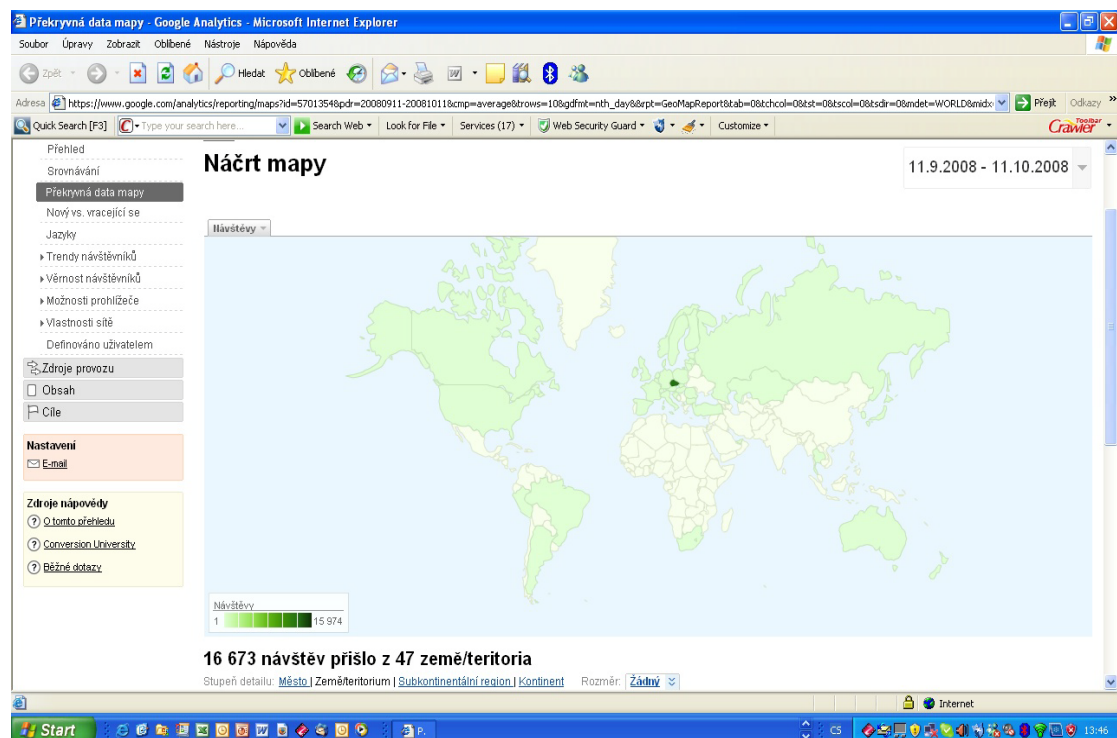 Překryvná data mapy - Google Analytics - Microsoft Internet Explorer
Soubor Úpravy Zobrazit Oblíbené Nástroje Nápověda
Zpět Hledat Oblíbené
Adresa https://www.google.com/analytics/reporting/maps?id=5701354&pdr=20080911-20081011&cmp=average&trows=10&gdfmt=nth_day&rpt=GeoMapReport&tab=0&tchcol=0&tst=0&tscol=0&tsdir=0&mdet=WORLD&midx Přejít Odkazy »
Quick Search [F3] Type your search here... Search Web Look for File Services (17) Web Security Guard Customize Crawler Toolbar
Přehled
Srovnávání
Překryvná data mapy
Nový vs. vracející se
Jazyky
Trendy návštěvníků
Věrnost návštěvníků
Možnosti prohlížeče
Vlastnosti sítě
Definováno uživatelem
Zdroje provozu
Obsah
Cíle
Nastavení
E-mail
Zdroje nápovědy
O tomto přehledu
Conversion University
Běžné dotazy
Náčrt mapy
11.9.2008 - 11.10.2008
Návštěvy
Návštěvy
1 15 974
16 673 návštěv přišlo z 47 země/teritoria
Stupeň detailu: Město | Země/teritorium | Subkontinentální region | Kontinent Rozměr: Žádný
Internet
Start P. CS 13:46